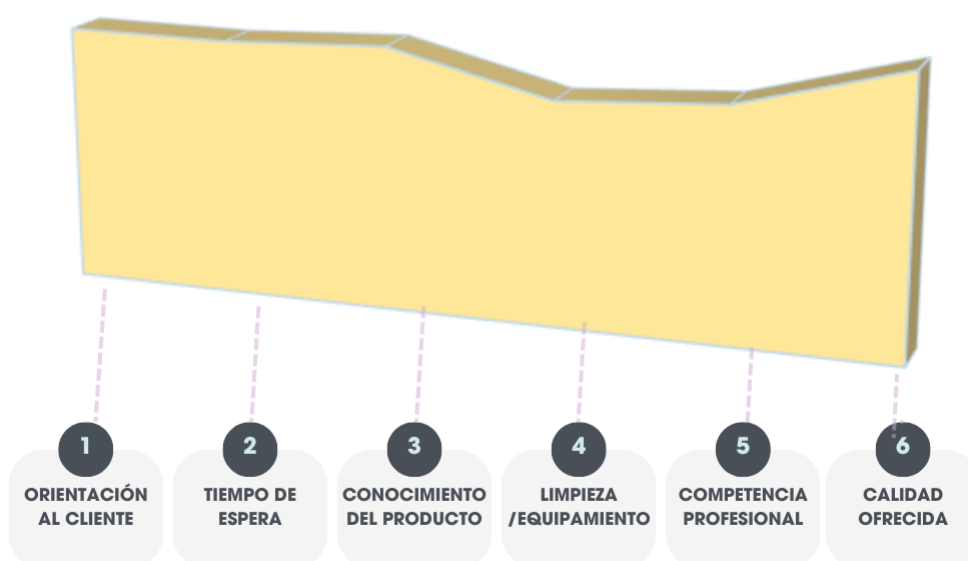 1
ORIENTACIÓN
AL CLIENTE
2
TIEMPO DE
ESPERA
3
CONOCIMIENTO
DEL PRODUCTO
4
LIMPIEZA
/EQUIPAMIENTO
5
COMPETENCIA
PROFESIONAL
6
CALIDAD
OFRECIDA